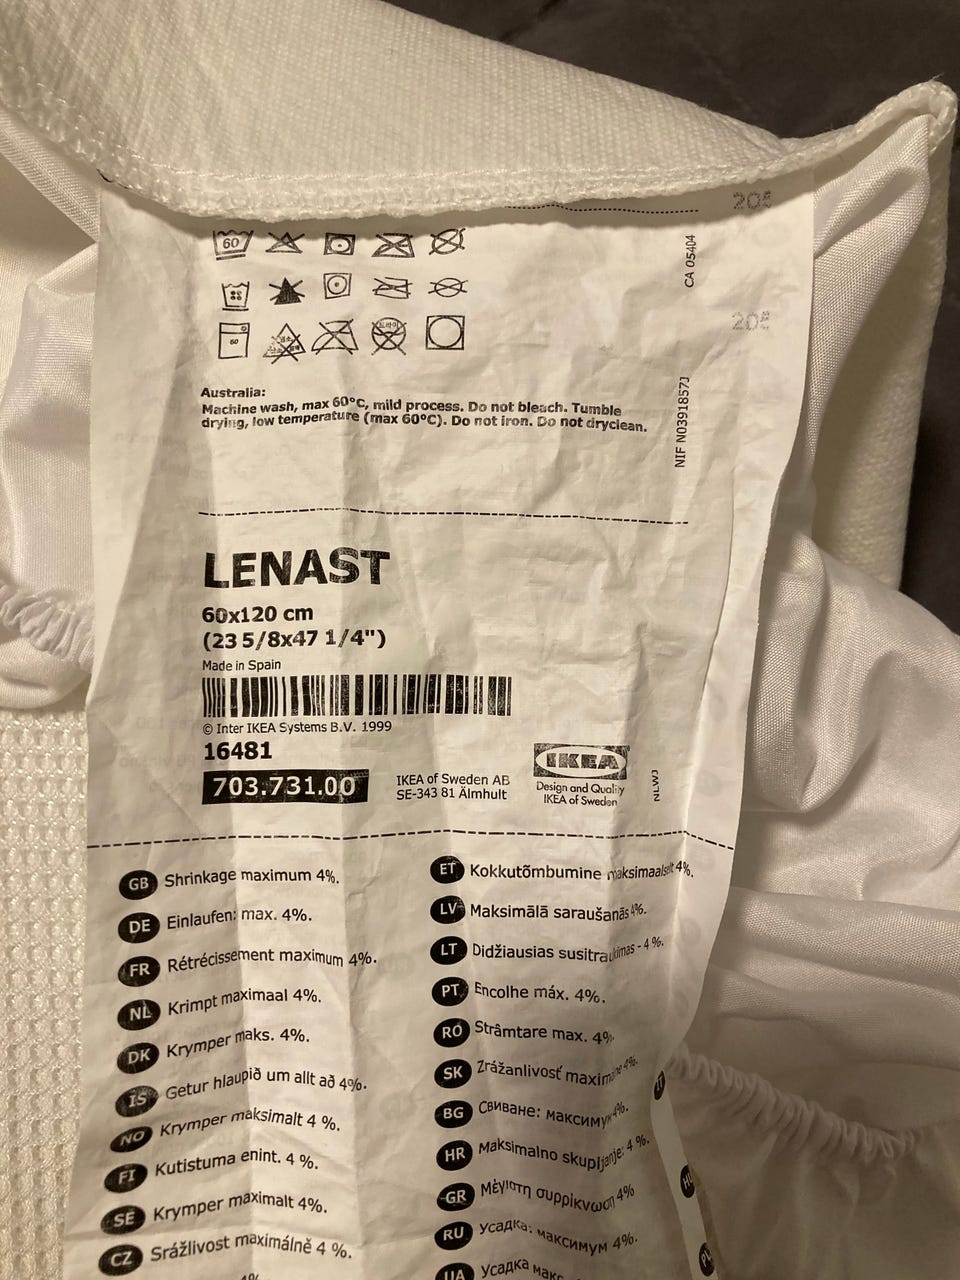 60
60
Australia:
Machine wash, max 60°C, mild process. Do not bleach. Tumble
drying, low temperature (max 60°C). Do not iron. Do not dryclean.
CA 05404
NIF N0391857J
LENAST
60x120 cm
(23 5/8x47 1/4")
Made in Spain
© Inter IKEA Systems B.V. 1999
16481
703.731.00
IKEA of Sweden AB
SE-343 81 Älmhult
IKEA
Design and Quality
IKEA of Sweden
NLWJ
GB Shrinkage maximum 4%.
DE Einlaufen: max. 4%.
FR Rétrécissement maximum 4%.
NL Krimpt maximaal 4%.
DK Krymper maks. 4%.
IS Getur hlaupið um allt að 4%.
NO Krymper maksimalt 4 %.
FI Kutistuma enint. 4 %.
SE Krymper maximalt 4%.
CZ Srážlivost maximálně 4 %.
4%
ET Kokkutõmbumine maksimaalselt 4%.
LV Maksimālā saraušanās 4%.
LT Didžiausias susitraukimas - 4 %.
PT Encolhe máx. 4%.
RO Strâmtare max. 4%.
SK Zrážanlivosť maximálne 4%.
BG Свиване: максимум 4%.
HR Maksimalno skupljanje: 4 %.
GR Μέγιστη συρρίκνωση 4%
RU Усадка: максимум 4%.
UA Усадка
HU
PL